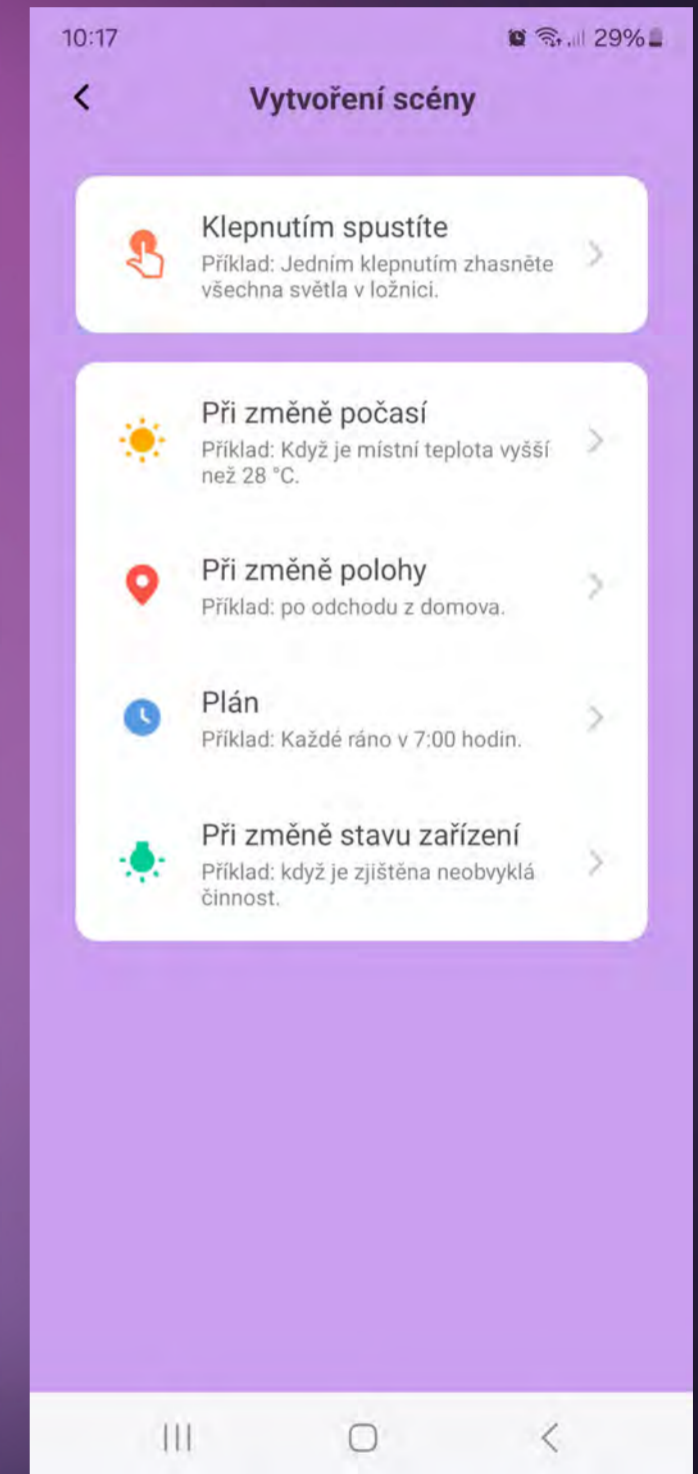 10:17
29%
Vytvoření scény
Klepnutím spustíte
Příklad: Jedním klepnutím zhasněte
všechna světla v ložnici.
Při změně počasí
Příklad: Když je místní teplota vyšší
než 28 °C.
Při změně polohy
Příklad: po odchodu z domova.
Plán
Příklad: Každé ráno v 7:00 hodin.
Při změně stavu zařízení
Příklad: když je zjištěna neobvyklá
činnost.